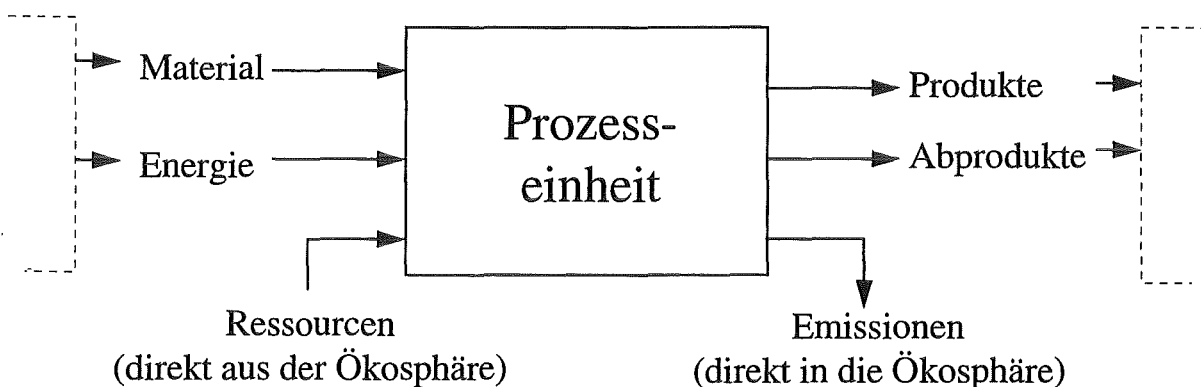 Material
Energie
Prozess-
einheit
Produkte
Abprodukte
Ressourcen
(direkt aus der Ökosphäre)
Emissionen
(direkt in die Ökosphäre)